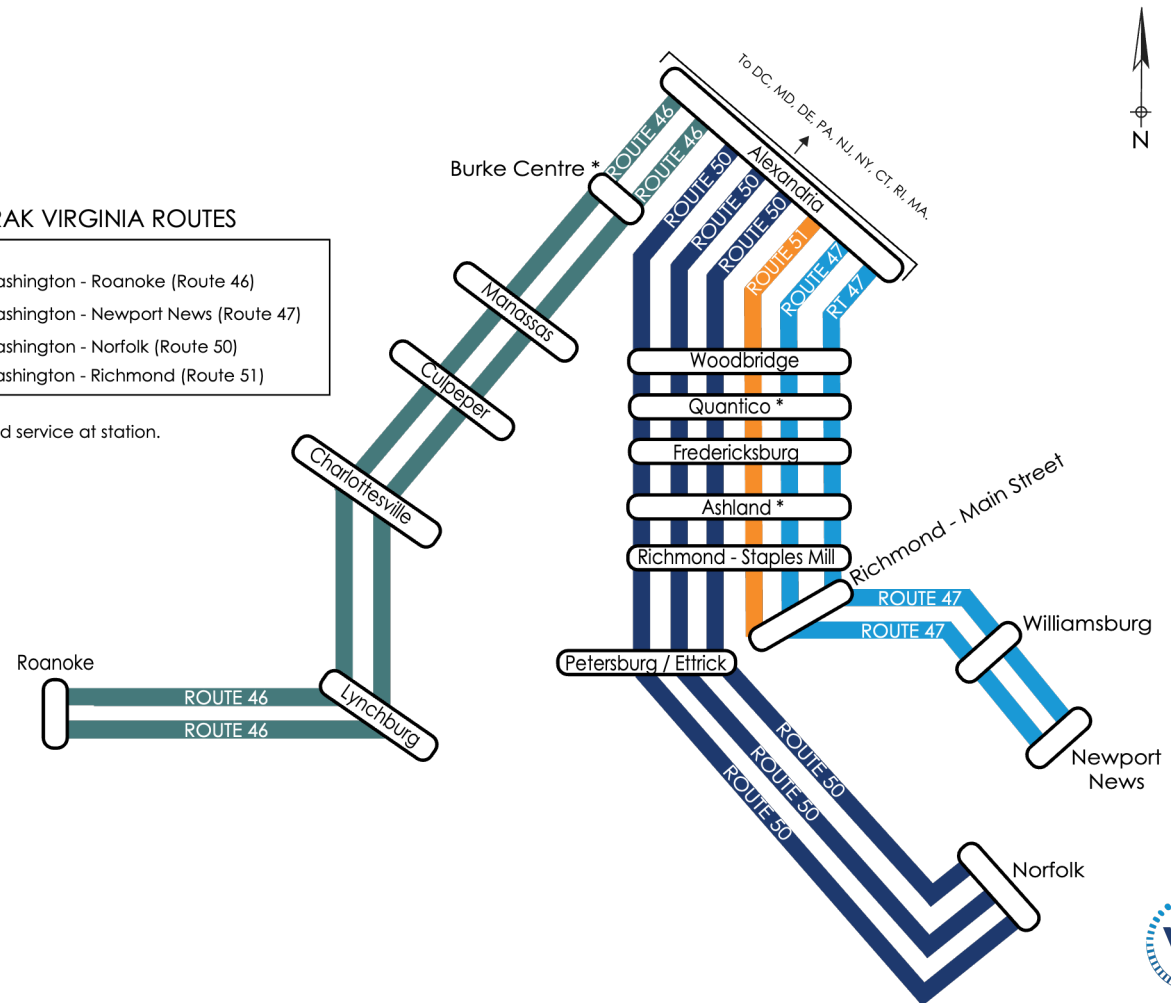 To DC, MD, DE, PA, NJ, NY, CT, RI, MA.
N
ROUTE 46
ROUTE 46
Burke Centre *
Alexandria
ROUTE 50
ROUTE 50
ROUTE 50
ROUTE 51
ROUTE 47
RT 47
RAK VIRGINIA ROUTES
ashington - Roanoke (Route 46)
ashington - Newport News (Route 47)
ashington - Norfolk (Route 50)
ashington - Richmond (Route 51)
d service at station.
Manassas
Culpeper
Charlottesville
Woodbridge
Quantico *
Fredericksburg
Ashland *
Richmond - Staples Mill
Richmond - Main Street
ROUTE 47
ROUTE 47
Williamsburg
Petersburg / Ettrick
Roanoke
ROUTE 46
ROUTE 46
Lynchburg
Newport
News
ROUTE 50
ROUTE 50
ROUTE 50
Norfolk